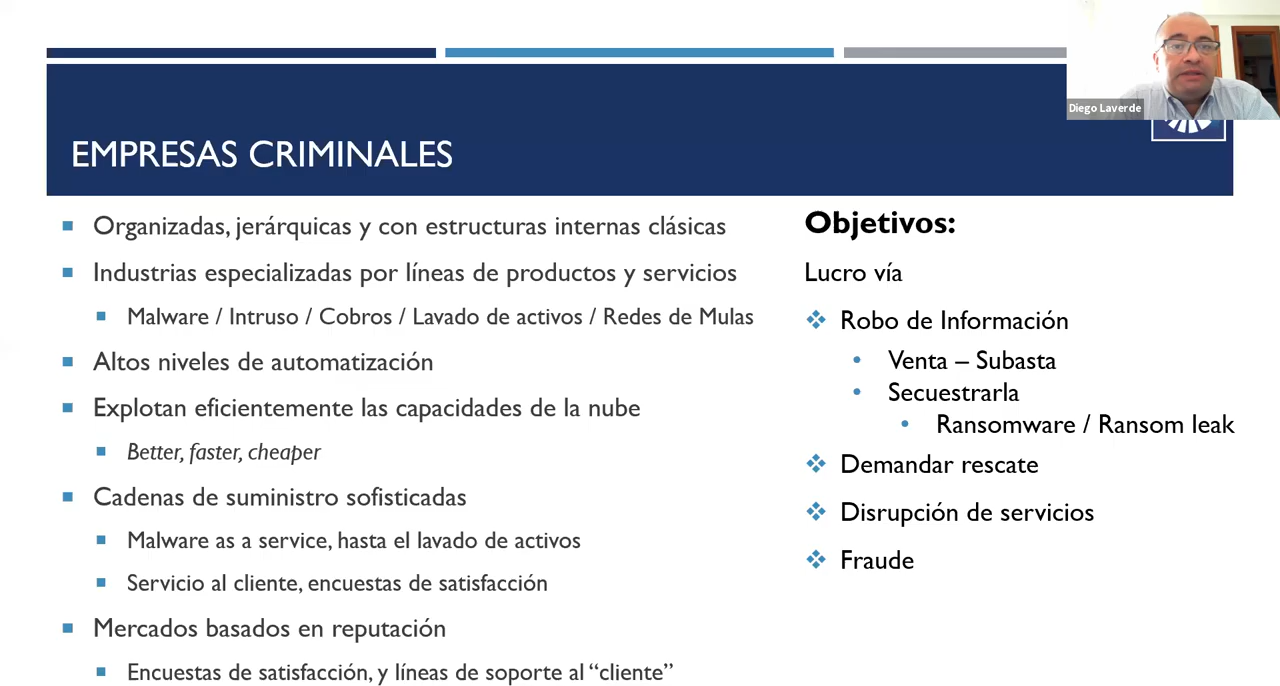 Diego Laverde
EMPRESAS CRIMINALES
Organizadas, jerárquicas y con estructuras internas clásicas
Industrias especializadas por líneas de productos y servicios
Malware / Intruso / Cobros / Lavado de activos / Redes de Mulas
Altos niveles de automatización
Explotan eficientemente las capacidades de la nube
Better, faster, cheaper
Cadenas de suministro sofisticadas
Malware as a service, hasta el lavado de activos
Servicio al cliente, encuestas de satisfacción
Mercados basados en reputación
Encuestas de satisfacción, y líneas de soporte al “cliente”
Objetivos:
Lucro vía
Robo de Información
Venta – Subasta
Secuestrarla
Ransomware / Ransom leak
Demandar rescate
Disrupción de servicios
Fraude